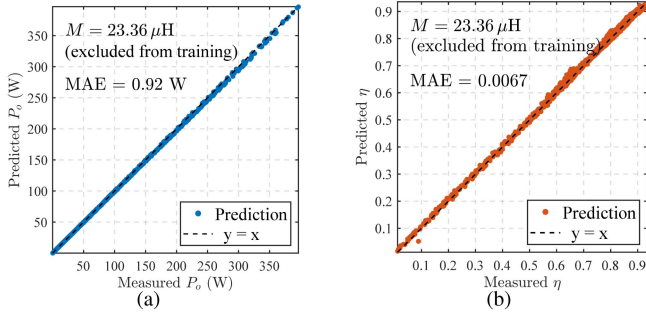 M = 23.36 μH
(excluded from training)
MAE = 0.92 W
Predicted Pₒ (W)
350
300
250
200
150
100
50
Prediction
y = x
50 100 150 200 250 300 350
Measured Pₒ (W)
(a)
M = 23.36 μH
(excluded from training)
MAE = 0.0067
Predicted η
0.9
0.8
0.7
0.6
0.5
0.4
0.3
0.2
0.1
Prediction
y = x
0.1 0.2 0.3 0.4 0.5 0.6 0.7 0.8 0.9
Measured η
(b)